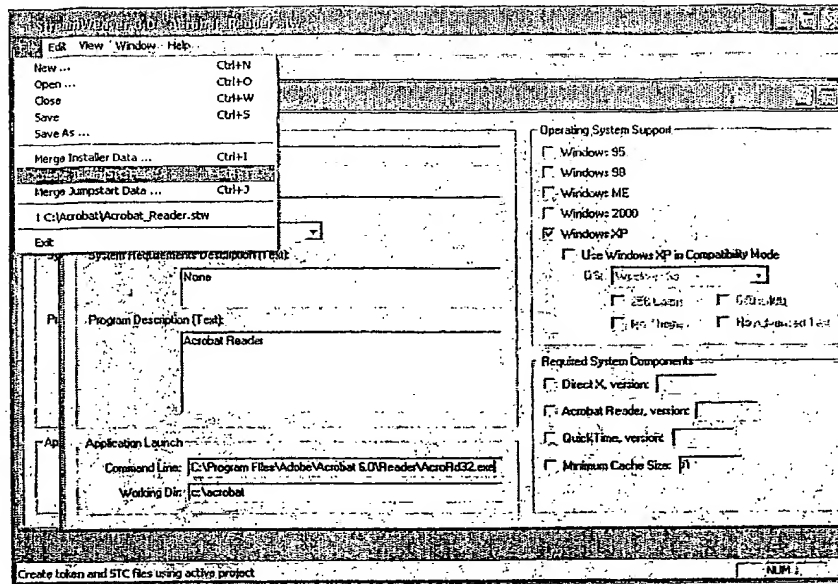 Edit View Window Help
New ... Ctrl+N
Open ... Ctrl+O
Close Ctrl+W
Save Ctrl+S
Save As ...
Merge Installer Data ... Ctrl+I
Merge Jumpstart Data ... Ctrl+J
1 C:\Acrobat\Acrobat_Reader.stw
Exit
System Requirements Description (Text):
None
Program Description (Text):
Acrobat Reader
Application Launch
Command Line: C:\Program Files\Adobe\Acrobat 6.0\Reader\AcroRd32.exe
Working Dir: c:\acrobat
Operating System Support
Windows 95
Windows 98
Windows ME
Windows 2000
Windows XP
Use Windows XP in Compatibility Mode
OS:
Required System Components
Direct X, version:
Acrobat Reader, version:
QuickTime, version:
Minimum Cache Size:
Create token and STC files using active project
NUM